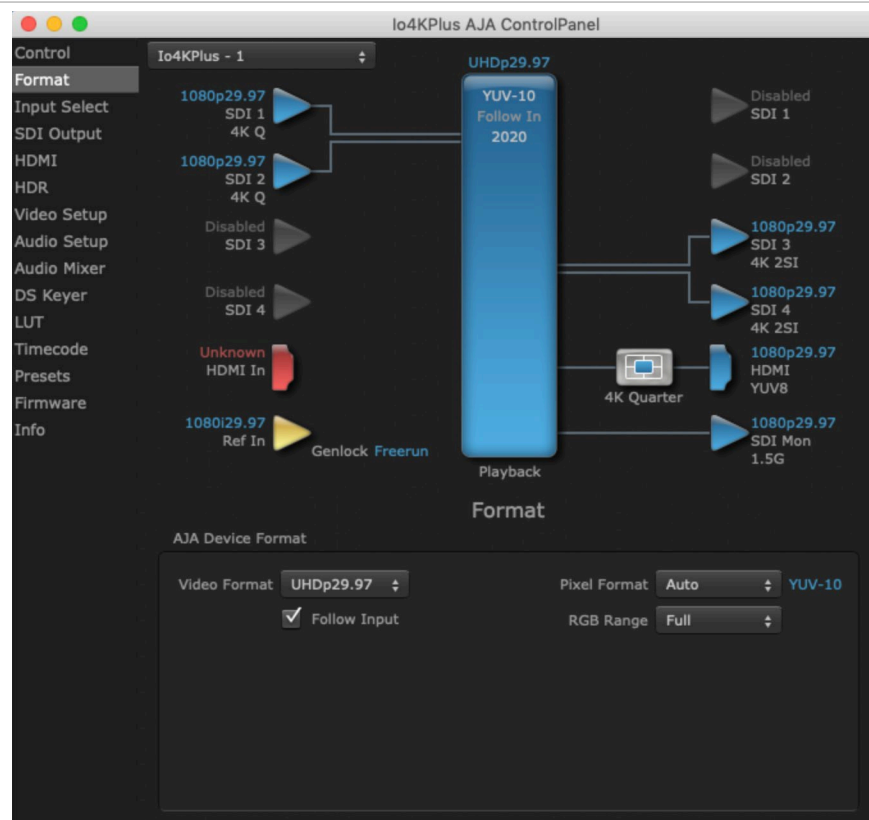 Io4KPlus AJA ControlPanel
Control
Format
Input Select
SDI Output
HDMI
HDR
Video Setup
Audio Setup
Audio Mixer
DS Keyer
LUT
Timecode
Presets
Firmware
Info
Io4KPlus - 1
1080p29.97
SDI 1
4K Q
1080p29.97
SDI 2
4K Q
Disabled
SDI 3
Disabled
SDI 4
Unknown
HDMI In
1080i29.97
Ref In
Genlock Freerun
UHDp29.97
YUV-10
Follow In
2020
Playback
Disabled
SDI 1
Disabled
SDI 2
1080p29.97
SDI 3
4K 2SI
1080p29.97
SDI 4
4K 2SI
4K Quarter
1080p29.97
HDMI
YUV8
1080p29.97
SDI Mon
1.5G
Format
AJA Device Format
Video Format UHDp29.97
Follow Input
Pixel Format Auto YUV-10
RGB Range Full